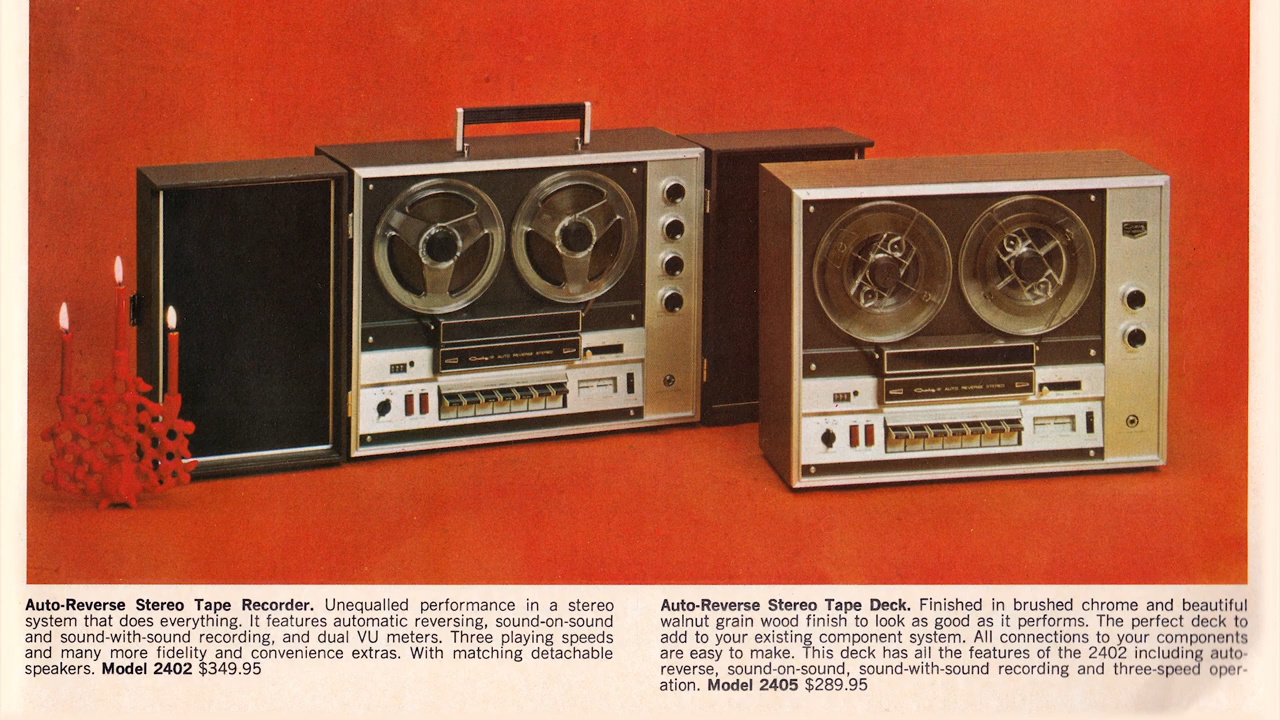 AUTO REVERSE STEREO
AUTO REVERSE STEREO
Auto-Reverse Stereo Tape Recorder. Unequalled performance in a stereo
system that does everything. It features automatic reversing, sound-on-sound
and sound-with-sound recording, and dual VU meters. Three playing speeds
and many more fidelity and convenience extras. With matching detachable
speakers. Model 2402 $349.95
Auto-Reverse Stereo Tape Deck. Finished in brushed chrome and beautiful
walnut grain wood finish to look as good as it performs. The perfect deck to
add to your existing component system. All connections to your components
are easy to make. This deck has all the features of the 2402 including auto-
reverse, sound-on-sound, sound-with-sound recording and three-speed oper-
ation. Model 2405 $289.95